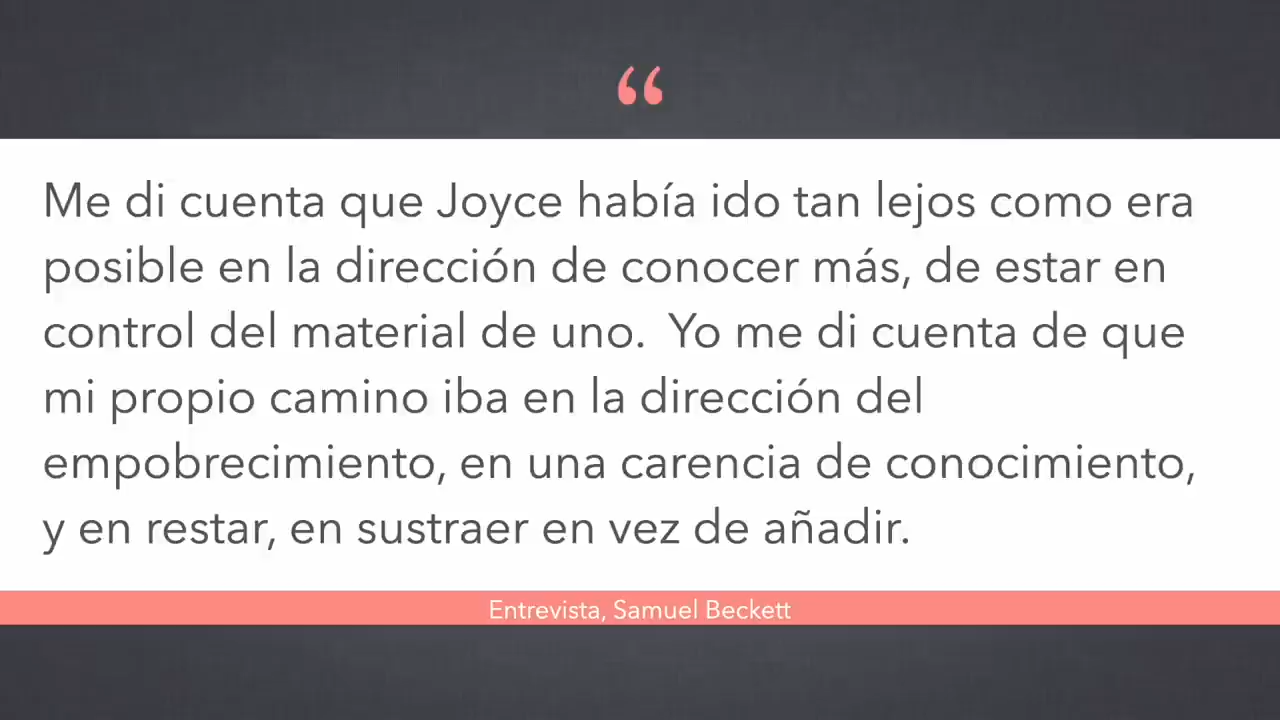 “
Me di cuenta que Joyce había ido tan lejos como era
posible en la dirección de conocer más, de estar en
control del material de uno.  Yo me di cuenta de que
mi propio camino iba en la dirección del
empobrecimiento, en una carencia de conocimiento,
y en restar, en sustraer en vez de añadir.
Entrevista, Samuel Beckett